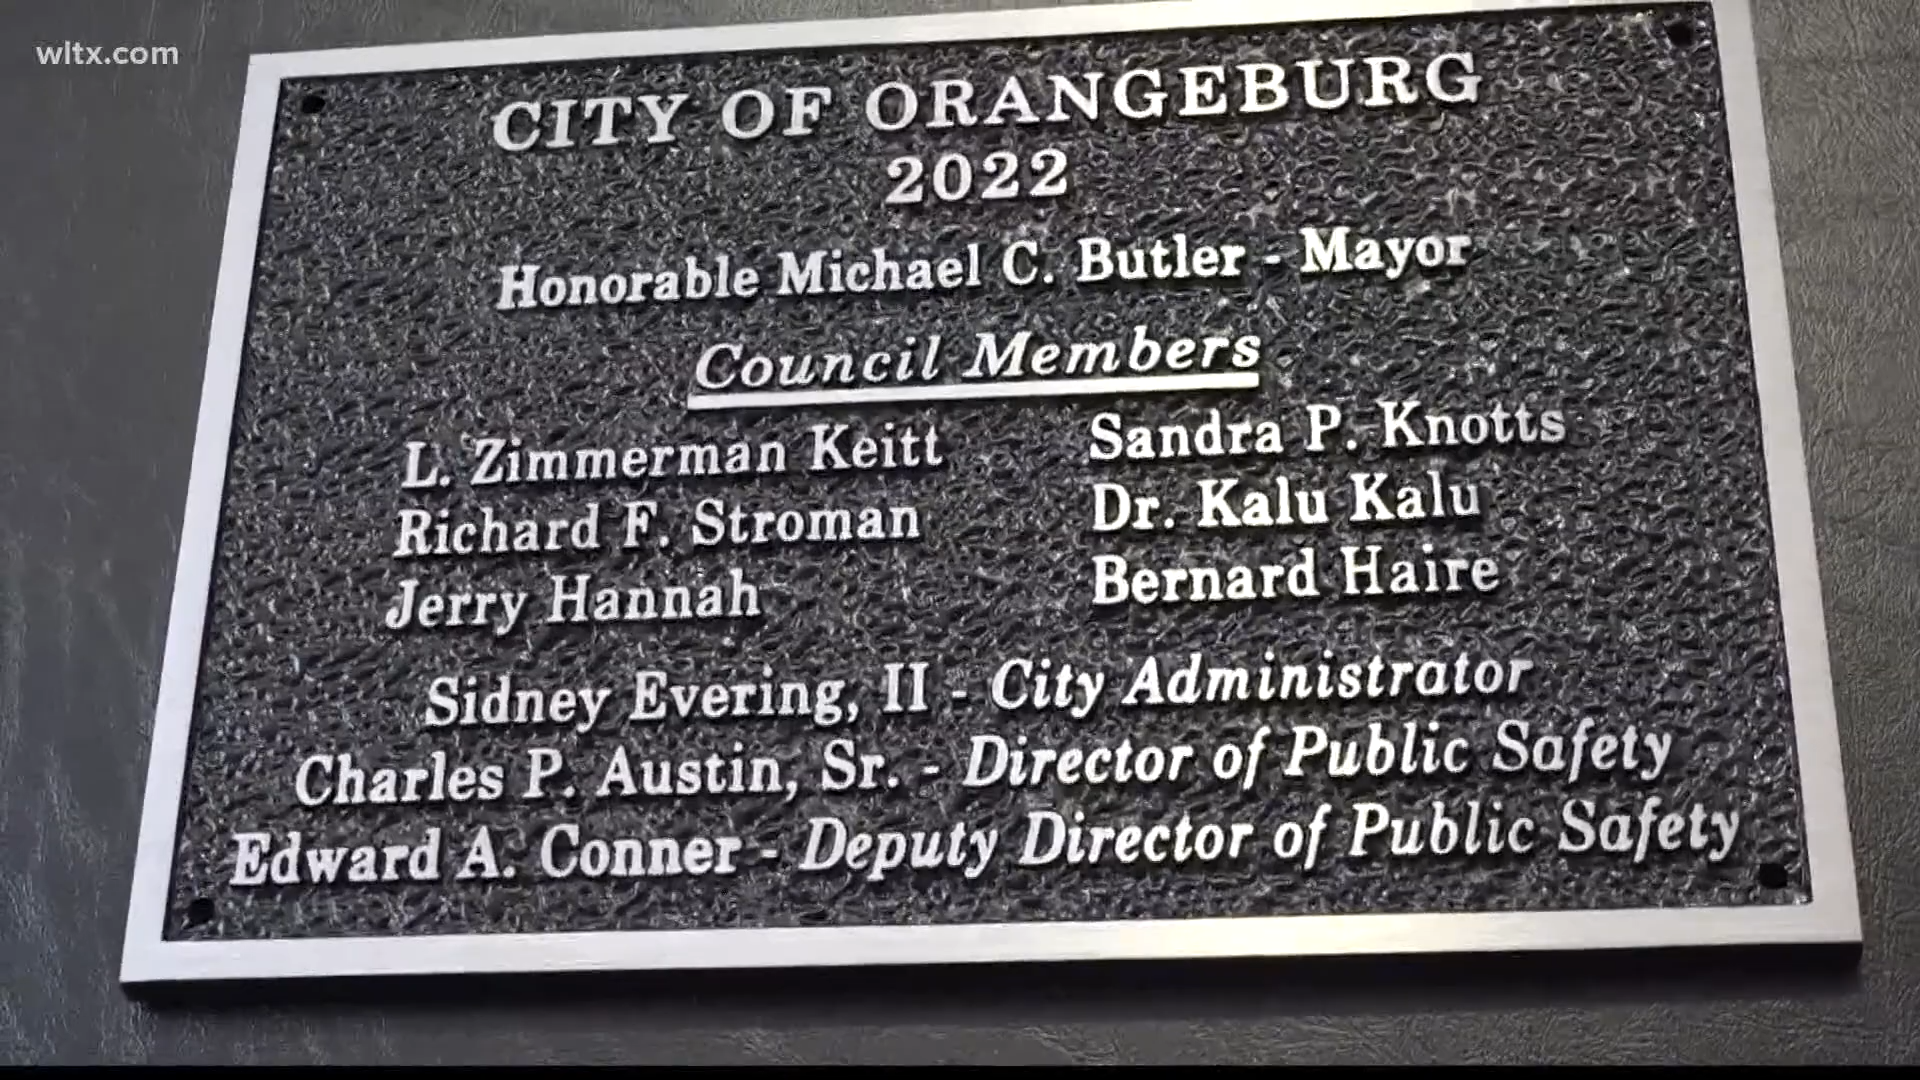 wltx.com
CITY OF ORANGEBURG
2022
Honorable Michael C. Butler - Mayor
Council Members
L. Zimmerman Keitt Sandra P. Knotts
Richard F. Stroman Dr. Kalu Kalu
Jerry Hannah Bernard Haire
Sidney Evering, II - City Administrator
Charles P. Austin, Sr. - Director of Public Safety
Edward A. Conner - Deputy Director of Public Safety